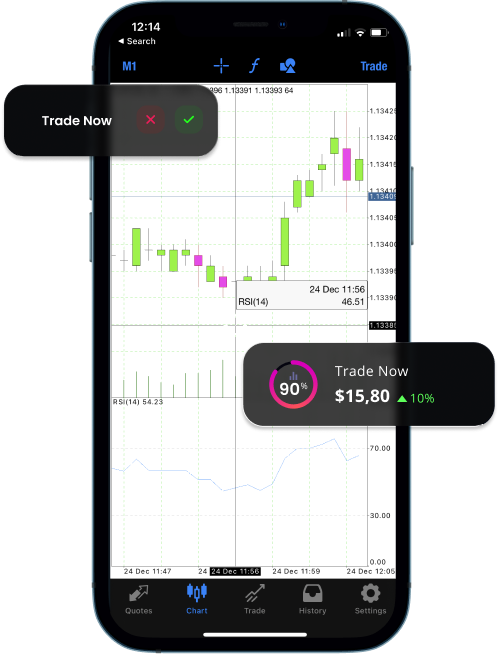 12:14
◀ Search
M1
Trade
396 1.13391 1.13393 64
Trade Now
1.13425
1.13420
1.13415
1.13409
1.13405
1.13400
1.13395
1.13390
1.13385
24 Dec 11:56
RSI(14) 46.51
Trade Now
90%
$15,80 10%
RSI(14) 54.23
70.00
30.00
0.00
24 Dec 11:47
24
24 Dec 11:56
24 Dec 11:59
24 Dec 12:05
Quotes
Chart
Trade
History
Settings